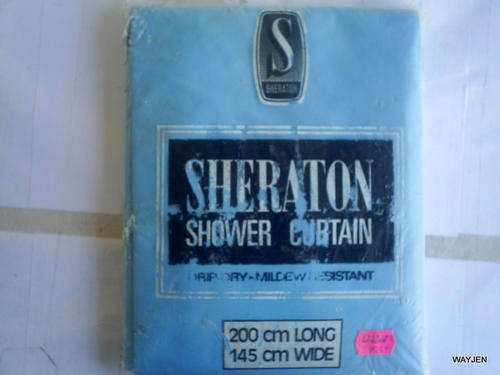 S
SHERATON
SHERATON
SHOWER CURTAIN
DRIP DRY • MILDEW RESISTANT
200 cm LONG
145 cm WIDE
WAYJEN